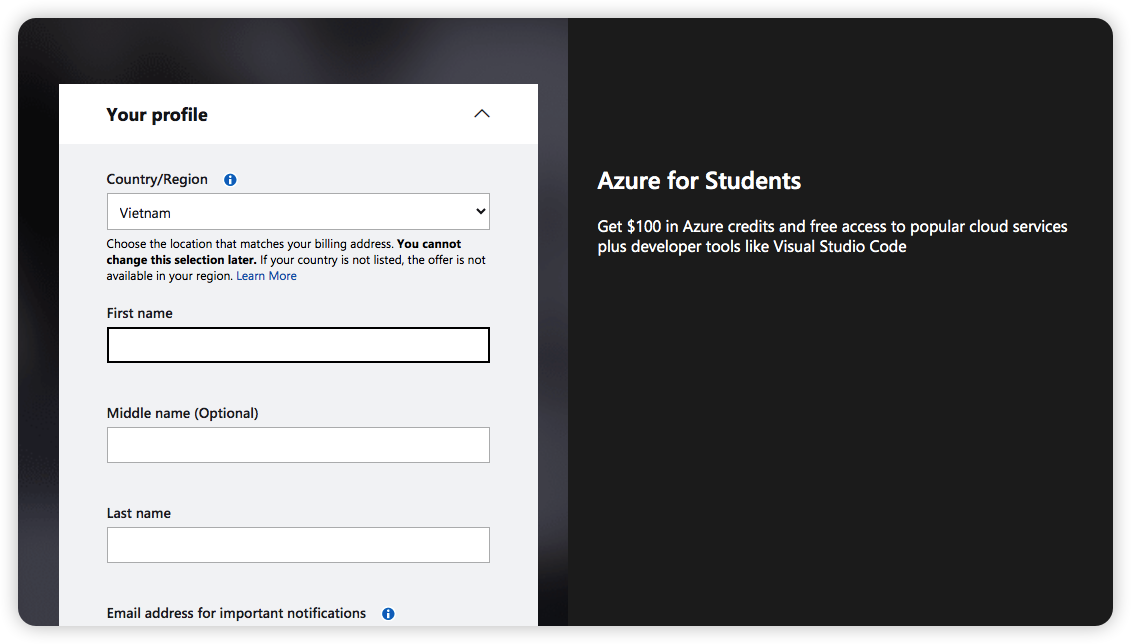 Your profile
Country/Region
Vietnam
Choose the location that matches your billing address. You cannot
change this selection later. If your country is not listed, the offer is not
available in your region. Learn More
First name
Middle name (Optional)
Last name
Email address for important notifications
Azure for Students
Get $100 in Azure credits and free access to popular cloud services
plus developer tools like Visual Studio Code